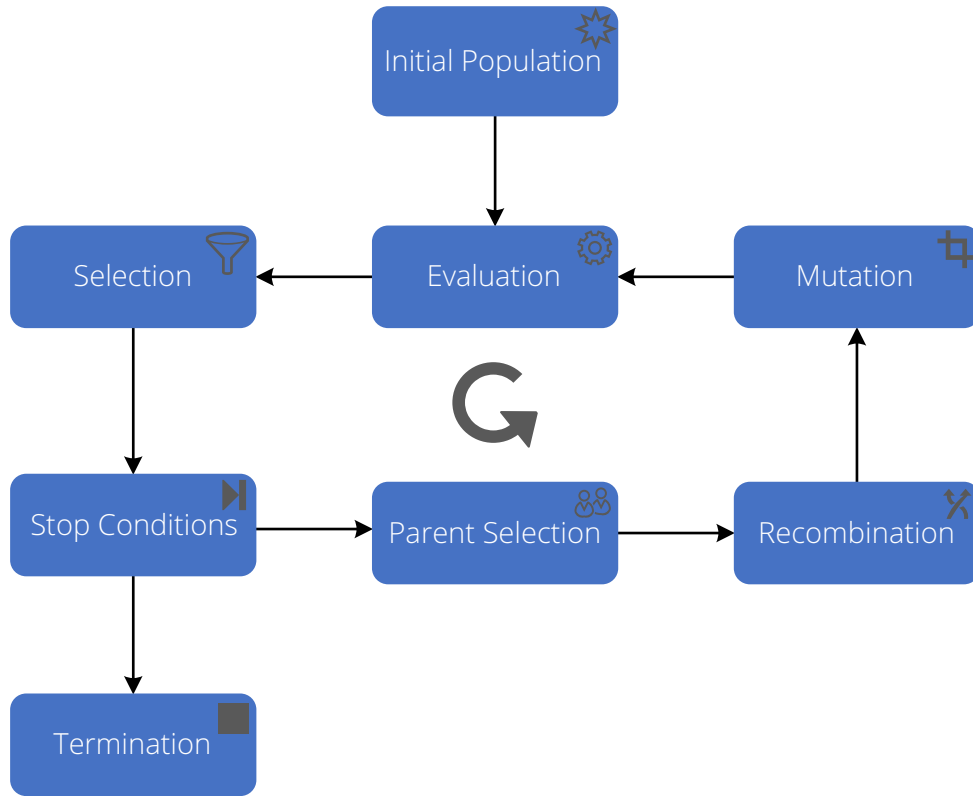 Initial Population
Selection
Evaluation
Mutation
Stop Conditions
Parent Selection
Recombination
Termination